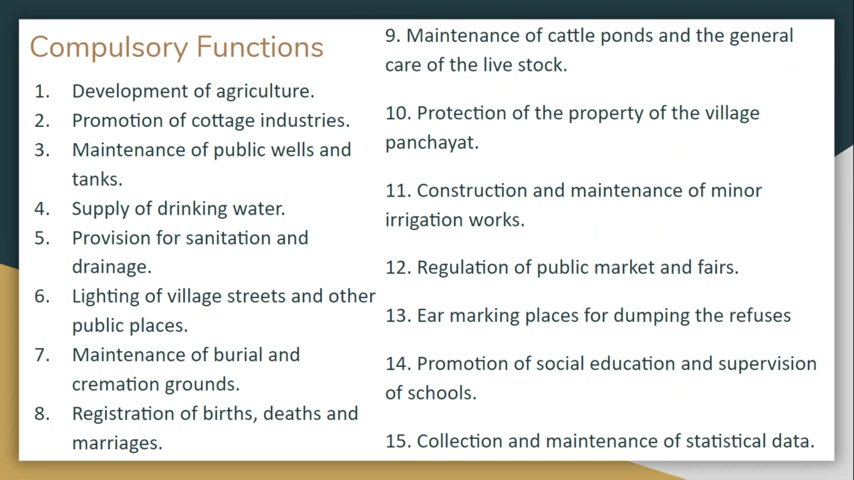 Compulsory Functions
1. Development of agriculture.
2. Promotion of cottage industries.
3. Maintenance of public wells and
tanks.
4. Supply of drinking water.
5. Provision for sanitation and
drainage.
6. Lighting of village streets and other
public places.
7. Maintenance of burial and
cremation grounds.
8. Registration of births, deaths and
marriages.
9. Maintenance of cattle ponds and the general
care of the live stock.
10. Protection of the property of the village
panchayat.
11. Construction and maintenance of minor
irrigation works.
12. Regulation of public market and fairs.
13. Ear marking places for dumping the refuses
14. Promotion of social education and supervision
of schools.
15. Collection and maintenance of statistical data.